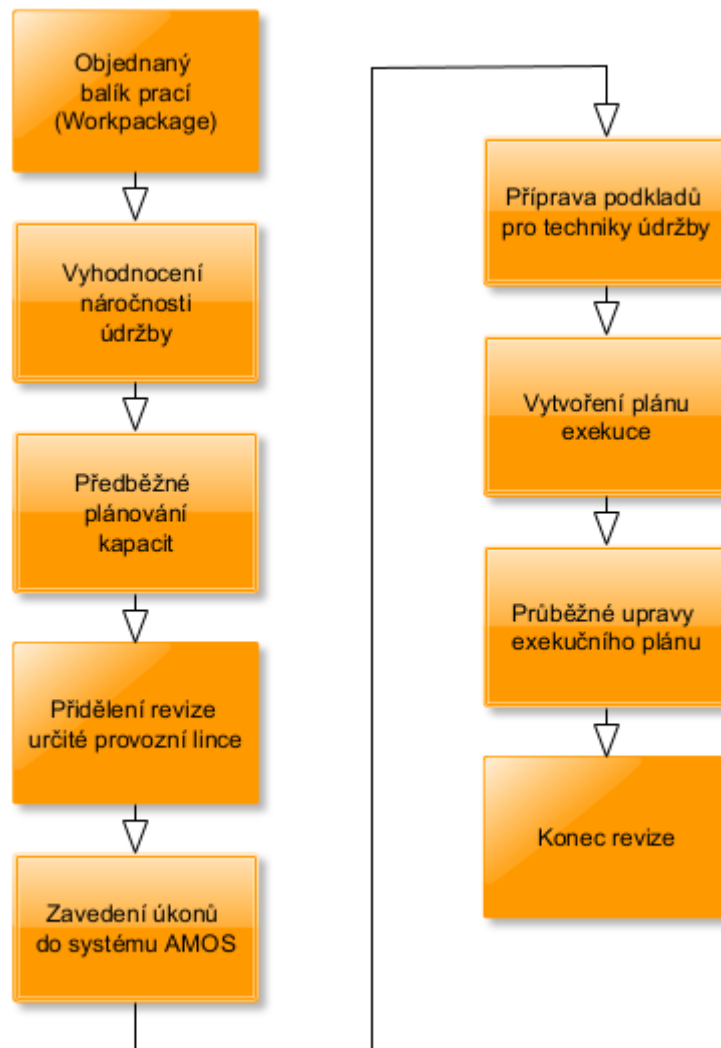 Objednaný
balík prací
(Workpackage)
Vyhodnocení
náročnosti
údržby
Předběžné
plánování
kapacit
Přidělení revize
určité provozní lince
Zavedení úkonů
do systému AMOS
Příprava podkladů
pro techniky údržby
Vytvoření plánu
exekuce
Průběžné upravy
exekučního plánu
Konec revize